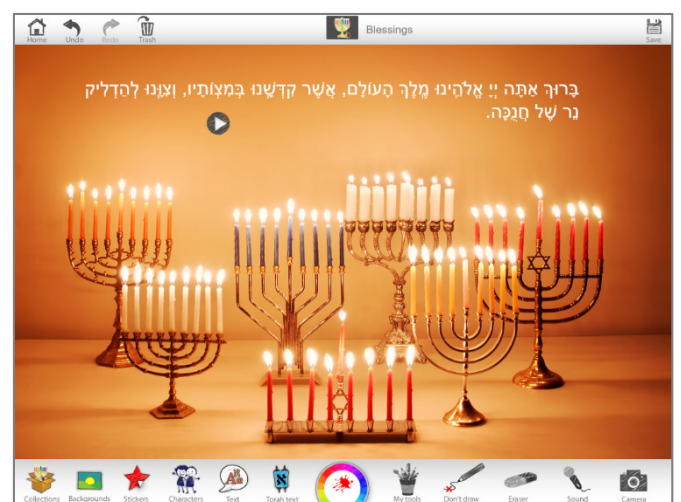 Home Undo Redo Trash Blessings Save
בָּרוּךְ אַתָּה יְיָ אֱלֹהֵינוּ מֶלֶךְ הָעוֹלָם, אֲשֶׁר קִדְּשָׁנוּ בְּמִצְוֹתָיו, וְצִוָּנוּ לְהַדְלִיק
נֵר שֶׁל חֲנֻכָּה.
Collections Backgrounds Stickers Characters Text Torah text My tools Don't draw Eraser Sound Camera